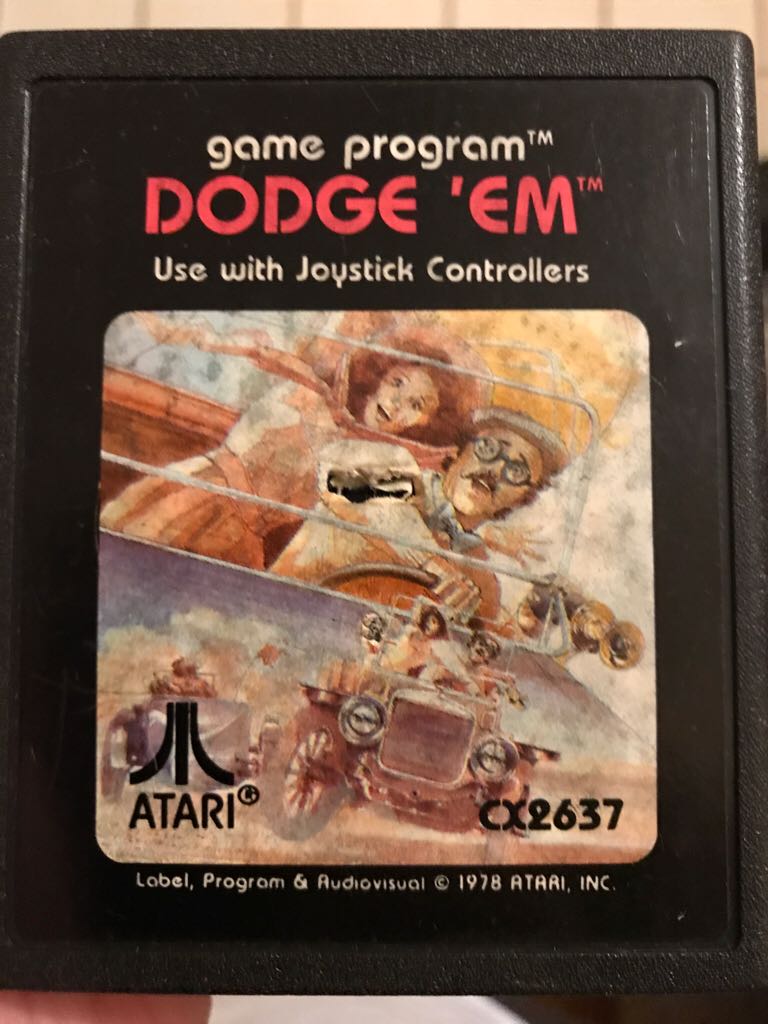 game program™
DODGE 'EM™
Use with Joystick Controllers
ATARI®
CX2637
Label, Program & Audiovisual © 1978 ATARI, INC.